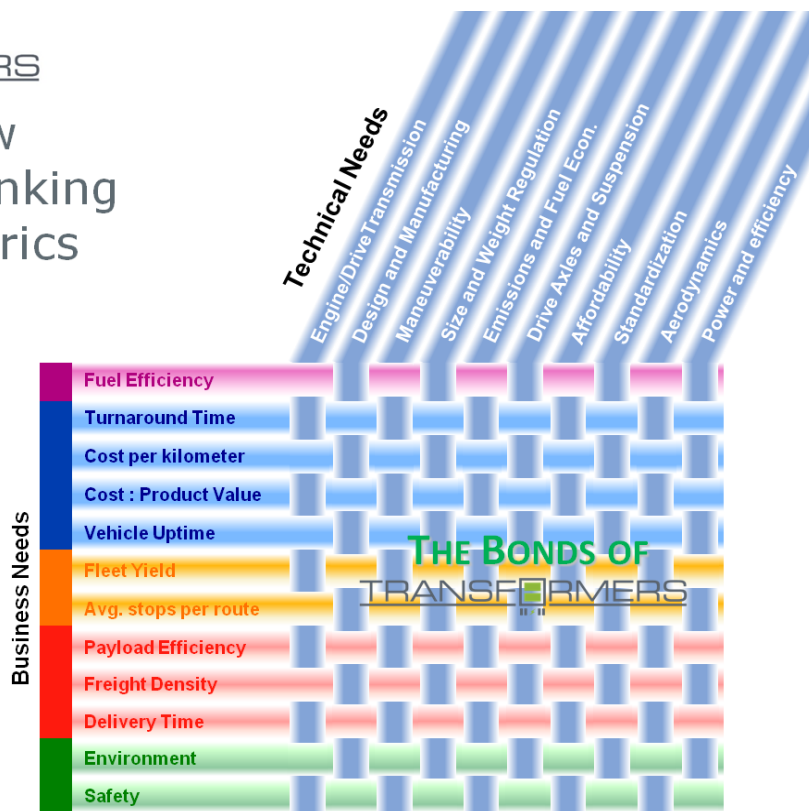 RS
w
nking
rics
Technical Needs
Engine/DriveTransmission
Design and Manufacturing
Maneuverability
Size and Weight Regulation
Emissions and Fuel Econ.
Drive Axles and Suspension
Affordability
Standardization
Aerodynamics
Power and efficiency
Business Needs
Fuel Efficiency
Turnaround Time
Cost per kilometer
Cost : Product Value
Vehicle Uptime
Fleet Yield
Avg. stops per route
Payload Efficiency
Freight Density
Delivery Time
Environment
Safety
THE BONDS OF
TRANSFORMERS